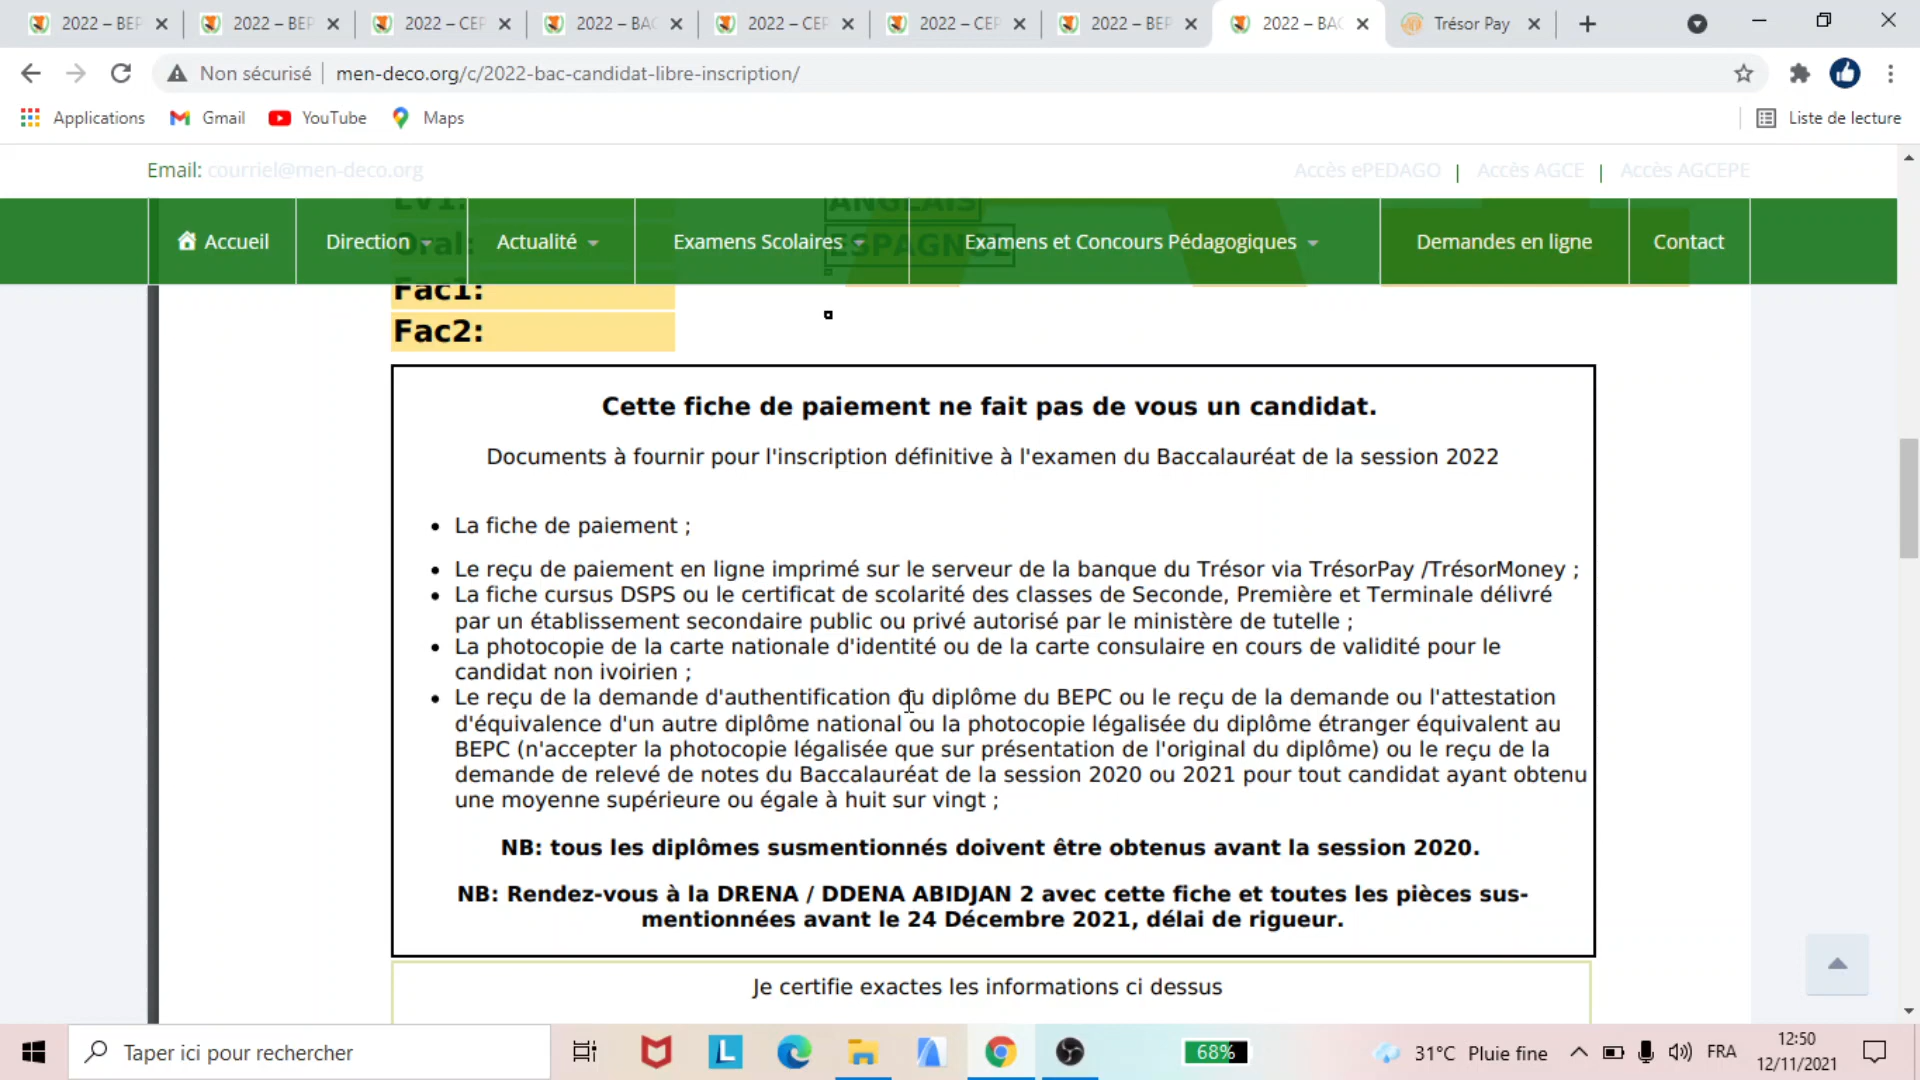 2022 – BEP
2022 – BEP
2022 – CEP
2022 – BAC
2022 – CEP
2022 – CEP
2022 – BEP
2022 – BAC
Trésor Pay
Non sécurisé
men-deco.org/c/2022-bac-candidat-libre-inscription/
Applications
Gmail
YouTube
Maps
Liste de lecture
Email: courriel@men-deco.org
Accès ePEDAGO | Accès AGCE | Accès AGCEPE
LV1:
ANGLAIS
Accueil
Direction
Actualité
Examens Scolaires
Examens et Concours Pédagogiques
Demandes en ligne
Contact
Oral:
ESPAGNOL
Fac1:
Fac2:
Cette fiche de paiement ne fait pas de vous un candidat.
Documents à fournir pour l'inscription définitive à l'examen du Baccalauréat de la session 2022
• La fiche de paiement ;
• Le reçu de paiement en ligne imprimé sur le serveur de la banque du Trésor via TrésorPay /TrésorMoney ;
• La fiche cursus DSPS ou le certificat de scolarité des classes de Seconde, Première et Terminale délivré
par un établissement secondaire public ou privé autorisé par le ministère de tutelle ;
• La photocopie de la carte nationale d'identité ou de la carte consulaire en cours de validité pour le
candidat non ivoirien ;
• Le reçu de la demande d'authentification du diplôme du BEPC ou le reçu de la demande ou l'attestation
d'équivalence d'un autre diplôme national ou la photocopie légalisée du diplôme étranger équivalent au
BEPC (n'accepter la photocopie légalisée que sur présentation de l'original du diplôme) ou le reçu de la
demande de relevé de notes du Baccalauréat de la session 2020 ou 2021 pour tout candidat ayant obtenu
une moyenne supérieure ou égale à huit sur vingt ;
NB: tous les diplômes susmentionnés doivent être obtenus avant la session 2020.
NB: Rendez-vous à la DRENA / DDENA ABIDJAN 2 avec cette fiche et toutes les pièces sus-
mentionnées avant le 24 Décembre 2021, délai de rigueur.
Je certifie exactes les informations ci dessus
Taper ici pour rechercher
68%
31°C Pluie fine
FRA
12:50
12/11/2021